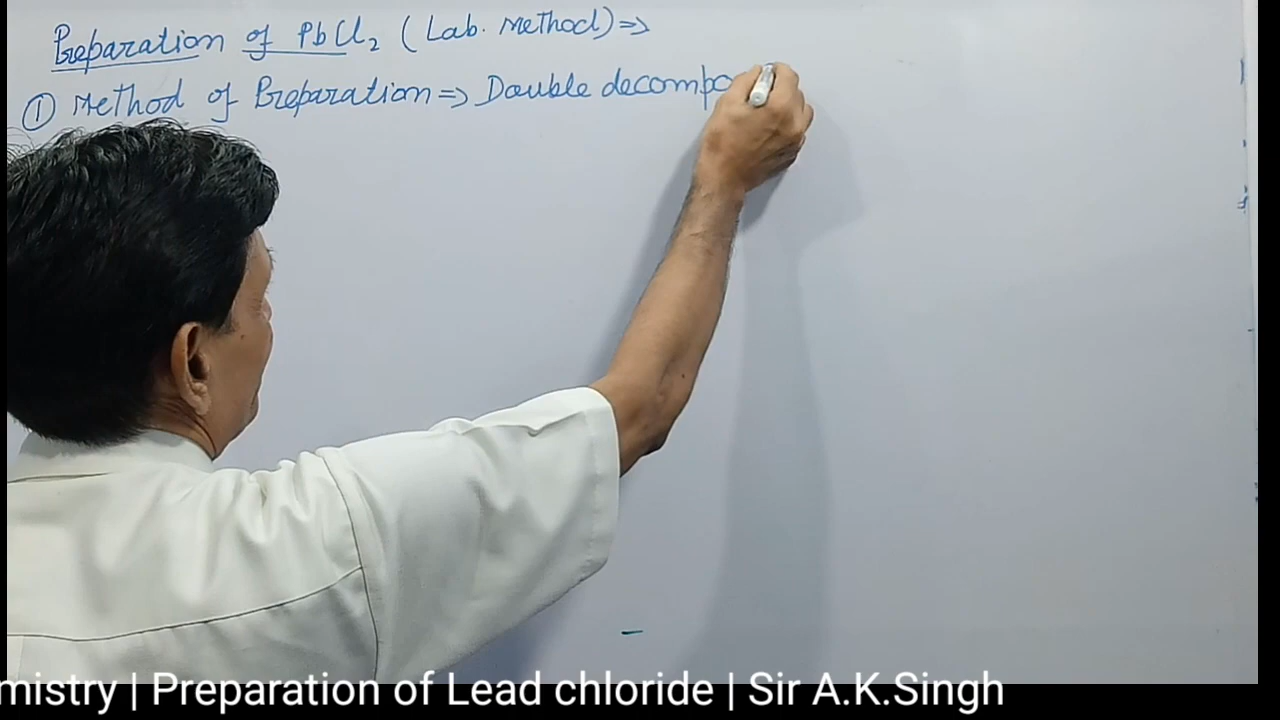 Preparation of PbCl₂ (Lab. Method) ⇒
① Method of Preparation ⇒ Double decompo
mistry | Preparation of Lead chloride | Sir A.K.Singh